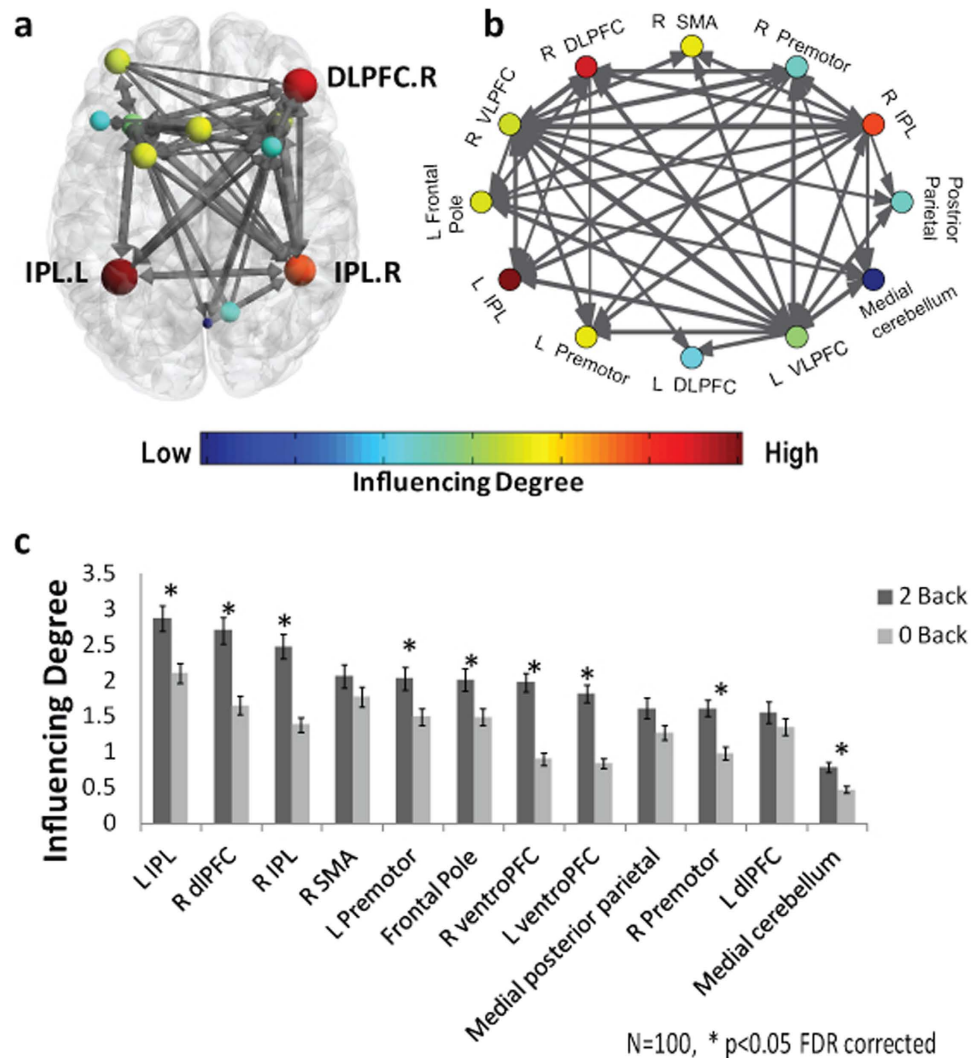 a
DLPFC.R
IPL.L
IPL.R
b
R SMA
R DLPFC
R Premotor
R VLPFC
R IPL
L Frontal
Pole
Postrior
Parietal
L IPL
Medial
cerebellum
L Premotor
L VLPFC
L DLPFC
Low
High
Influencing Degree
c
Influencing Degree
3.5
3
2.5
2
1.5
1
0.5
0
* * * * * * * * *
2 Back
0 Back
L IPL
R dlPFC
R IPL
R SMA
L Premotor
Frontal Pole
R ventroPFC
L ventroPFC
Medial posterior parietal
R Premotor
L dlPFC
Medial cerebellum
N=100, * p<0.05 FDR corrected